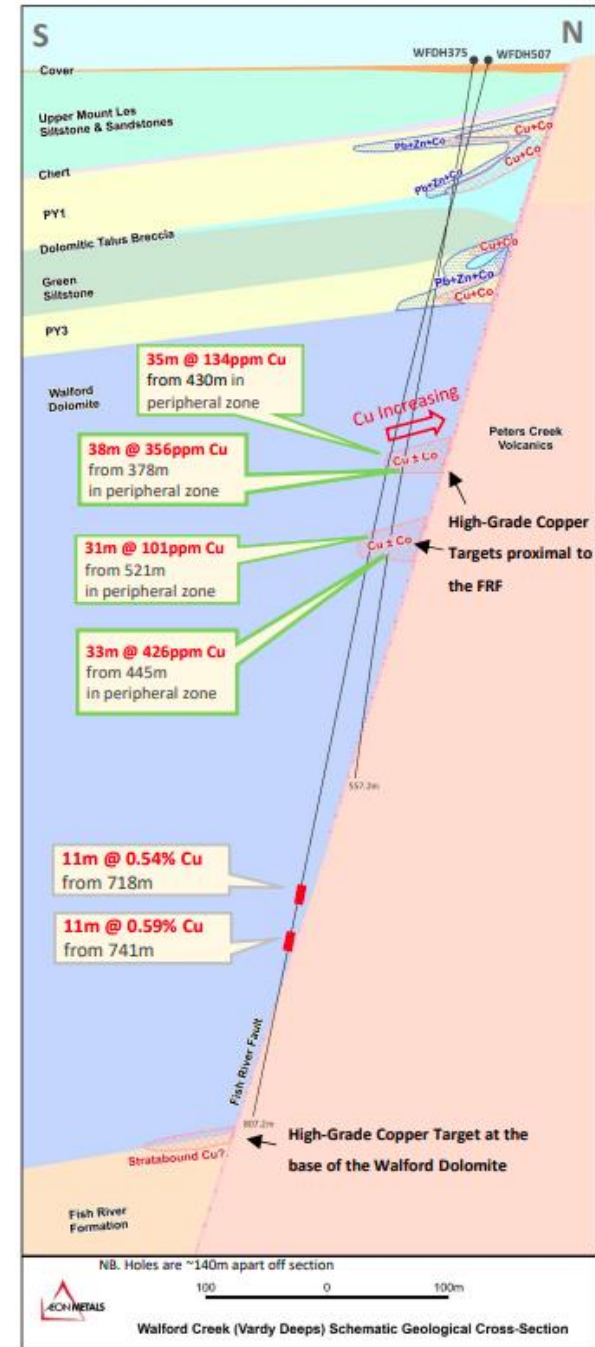 S
N
WFDH375
WFDH507
Cover
Upper Mount Les
Siltstone & Sandstones
Cu+Co
Pb+Zn+Co
Cu+Co
Chert
Pb+Zn+Co
PY1
Dolomitic Talus Breccia
Cu+Co
Green
Siltstone
Pb+Zn+Co
Cu+Co
PY3
35m @ 134ppm Cu
from 430m in
peripheral zone
Walford
Dolomite
Cu Increasing
Peters Creek
Volcanics
38m @ 356ppm Cu
from 378m
in peripheral zone
Cu ± Co
High-Grade Copper
Targets proximal to
the FRF
31m @ 101ppm Cu
from 521m
in peripheral zone
Cu ± Co
33m @ 426ppm Cu
from 445m
in peripheral zone
557.2m
11m @ 0.54% Cu
from 718m
11m @ 0.59% Cu
from 741m
Fish River Fault
807.2m
High-Grade Copper Target at the
base of the Walford Dolomite
Stratabound Cu?
Fish River
Formation
NB. Holes are ~140m apart off section
100
0
100m
AEONMETALS
Walford Creek (Vardy Deeps) Schematic Geological Cross-Section